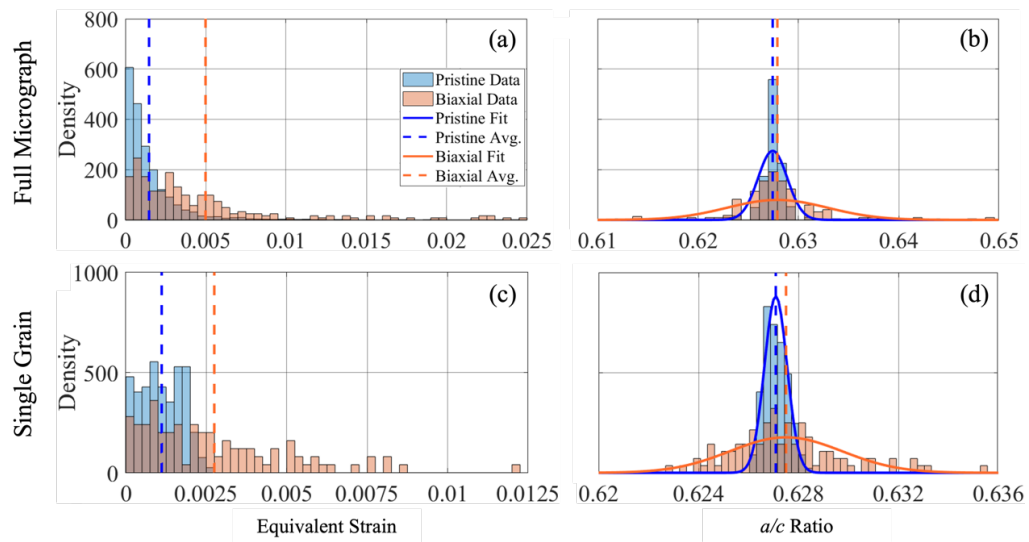 Full Micrograph
Density
800
600
400
200
0
(a)
Pristine Data
Biaxial Data
Pristine Fit
Pristine Avg.
Biaxial Fit
Biaxial Avg.
0 0.005 0.01 0.015 0.02 0.025
(b)
0.61 0.62 0.63 0.64 0.65
Single Grain
Density
1000
500
0
(c)
0 0.0025 0.005 0.0075 0.01 0.0125
Equivalent Strain
(d)
0.62 0.624 0.628 0.632 0.636
a/c Ratio